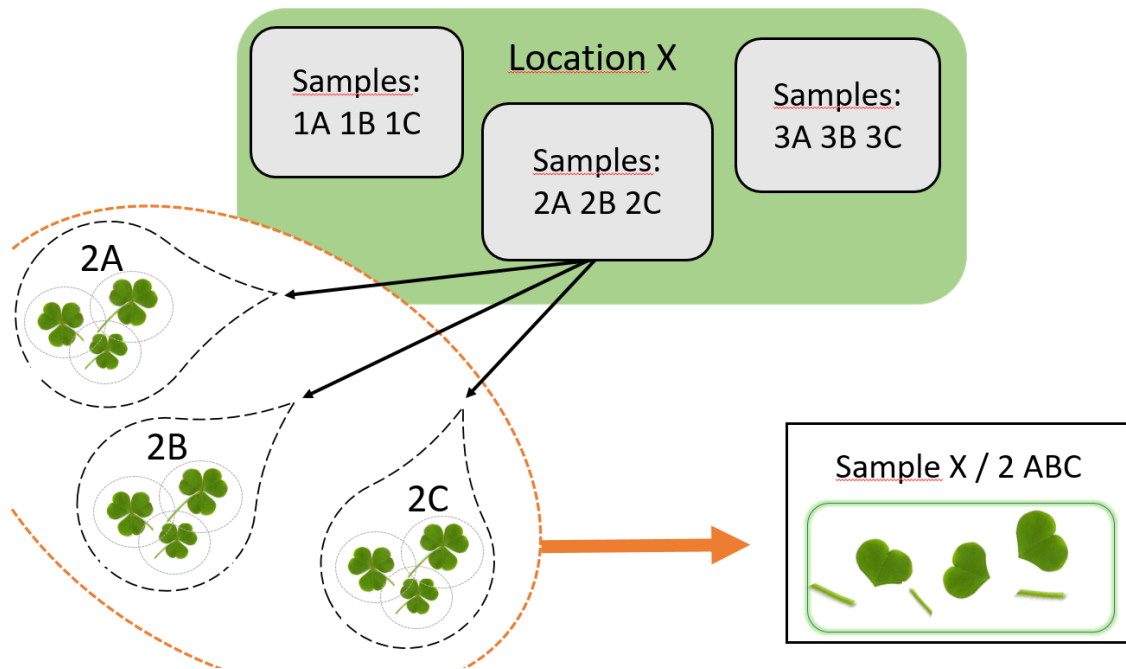 Location X
Samples:
1A 1B 1C
Samples:
2A 2B 2C
Samples:
3A 3B 3C
2A
2B
2C
Sample X / 2 ABC